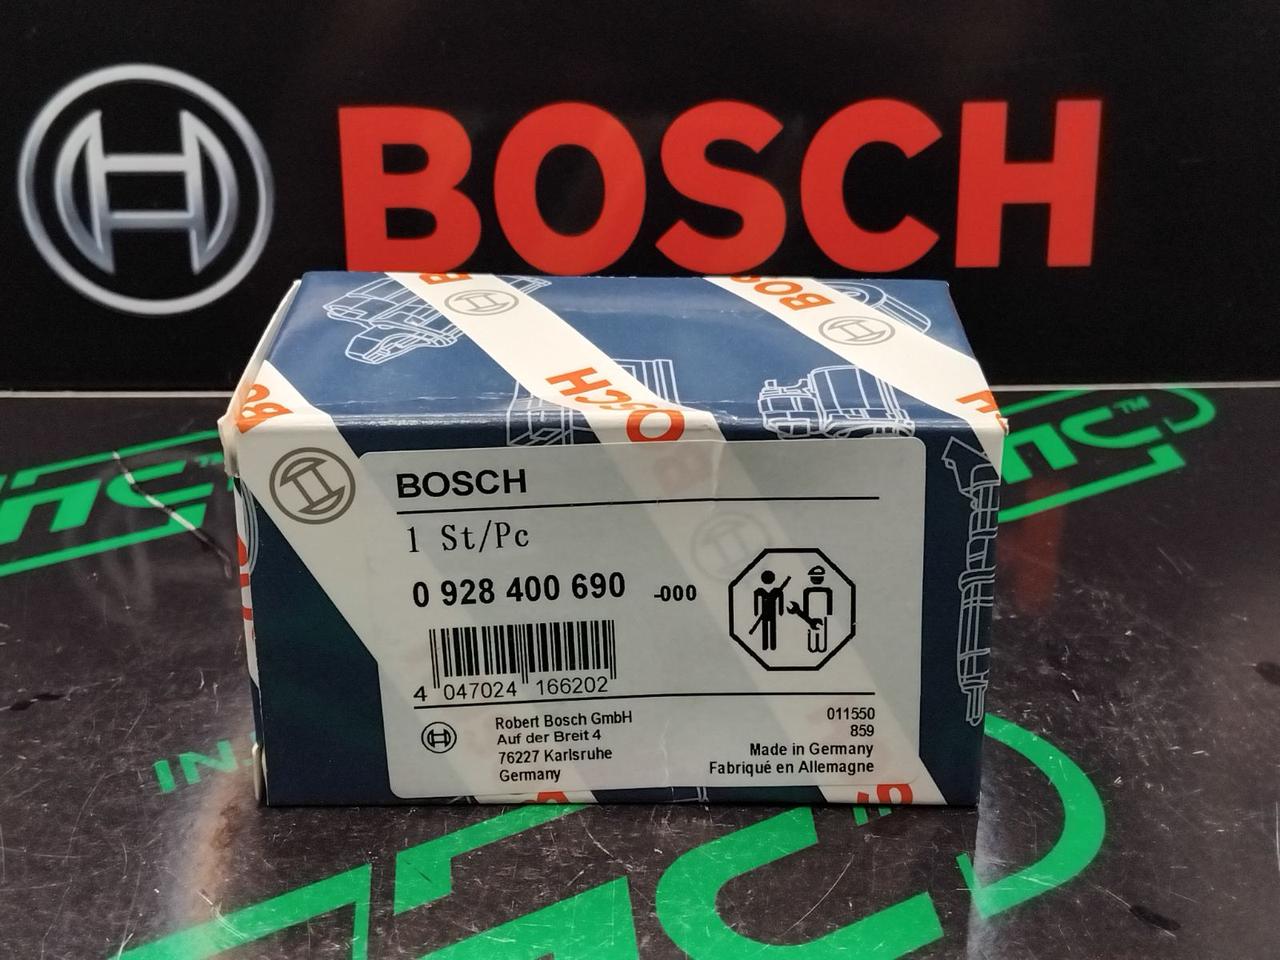 BOSCH
BOSCH
BOSCH
1 St/Pc
0 928 400 690 -000
4 047024 166202
Robert Bosch GmbH
Auf der Breit 4
76227 Karlsruhe
Germany
011550
859
Made in Germany
Fabriqué en Allemagne